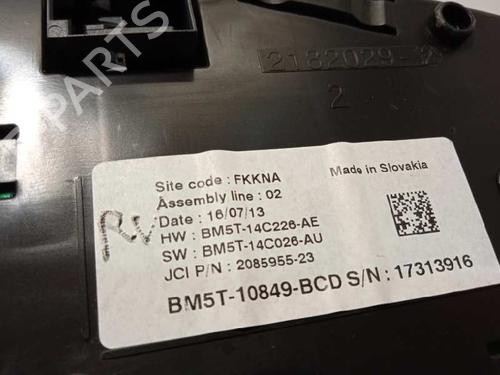 2182029-
2
Site code : FKKNA
Made in Slovakia
Assembly line : 02
Date : 16/07/13
HW : BM5T-14C226-AE
SW : BM5T-14C026-AU
JCI P/N : 2085955-23
BM5T-10849-BCD S/N : 17313916
RV
B-PARTS